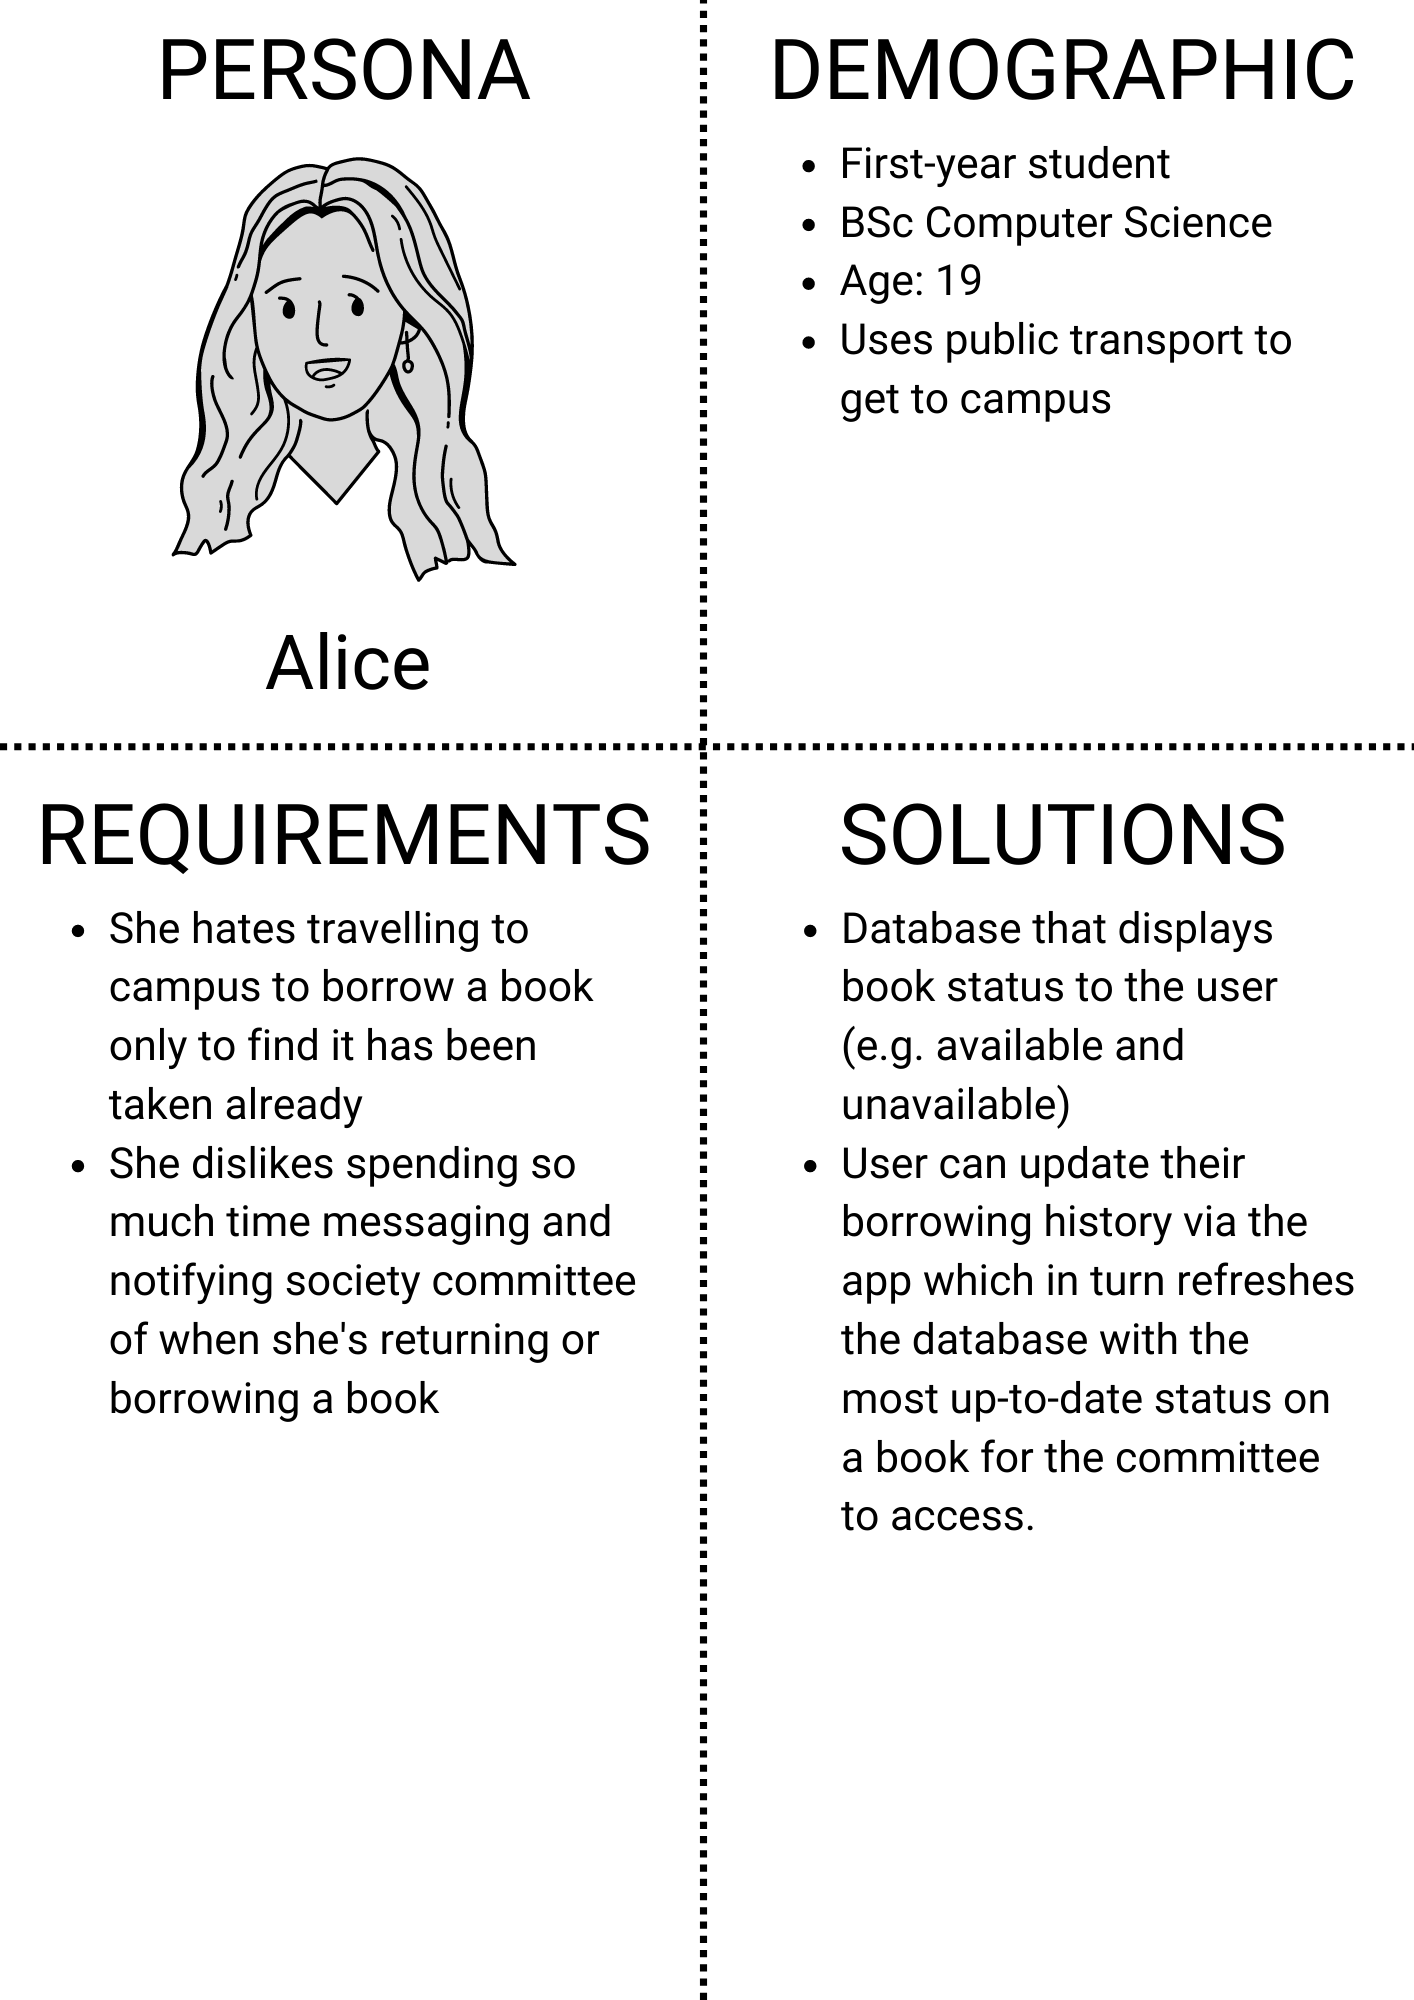 PERSONA
Alice
DEMOGRAPHIC
• First-year student
• BSc Computer Science
• Age: 19
• Uses public transport to
get to campus
REQUIREMENTS
• She hates travelling to
campus to borrow a book
only to find it has been
taken already
• She dislikes spending so
much time messaging and
notifying society committee
of when she's returning or
borrowing a book
SOLUTIONS
• Database that displays
book status to the user
(e.g. available and
unavailable)
• User can update their
borrowing history via the
app which in turn refreshes
the database with the
most up-to-date status on
a book for the committee
to access.